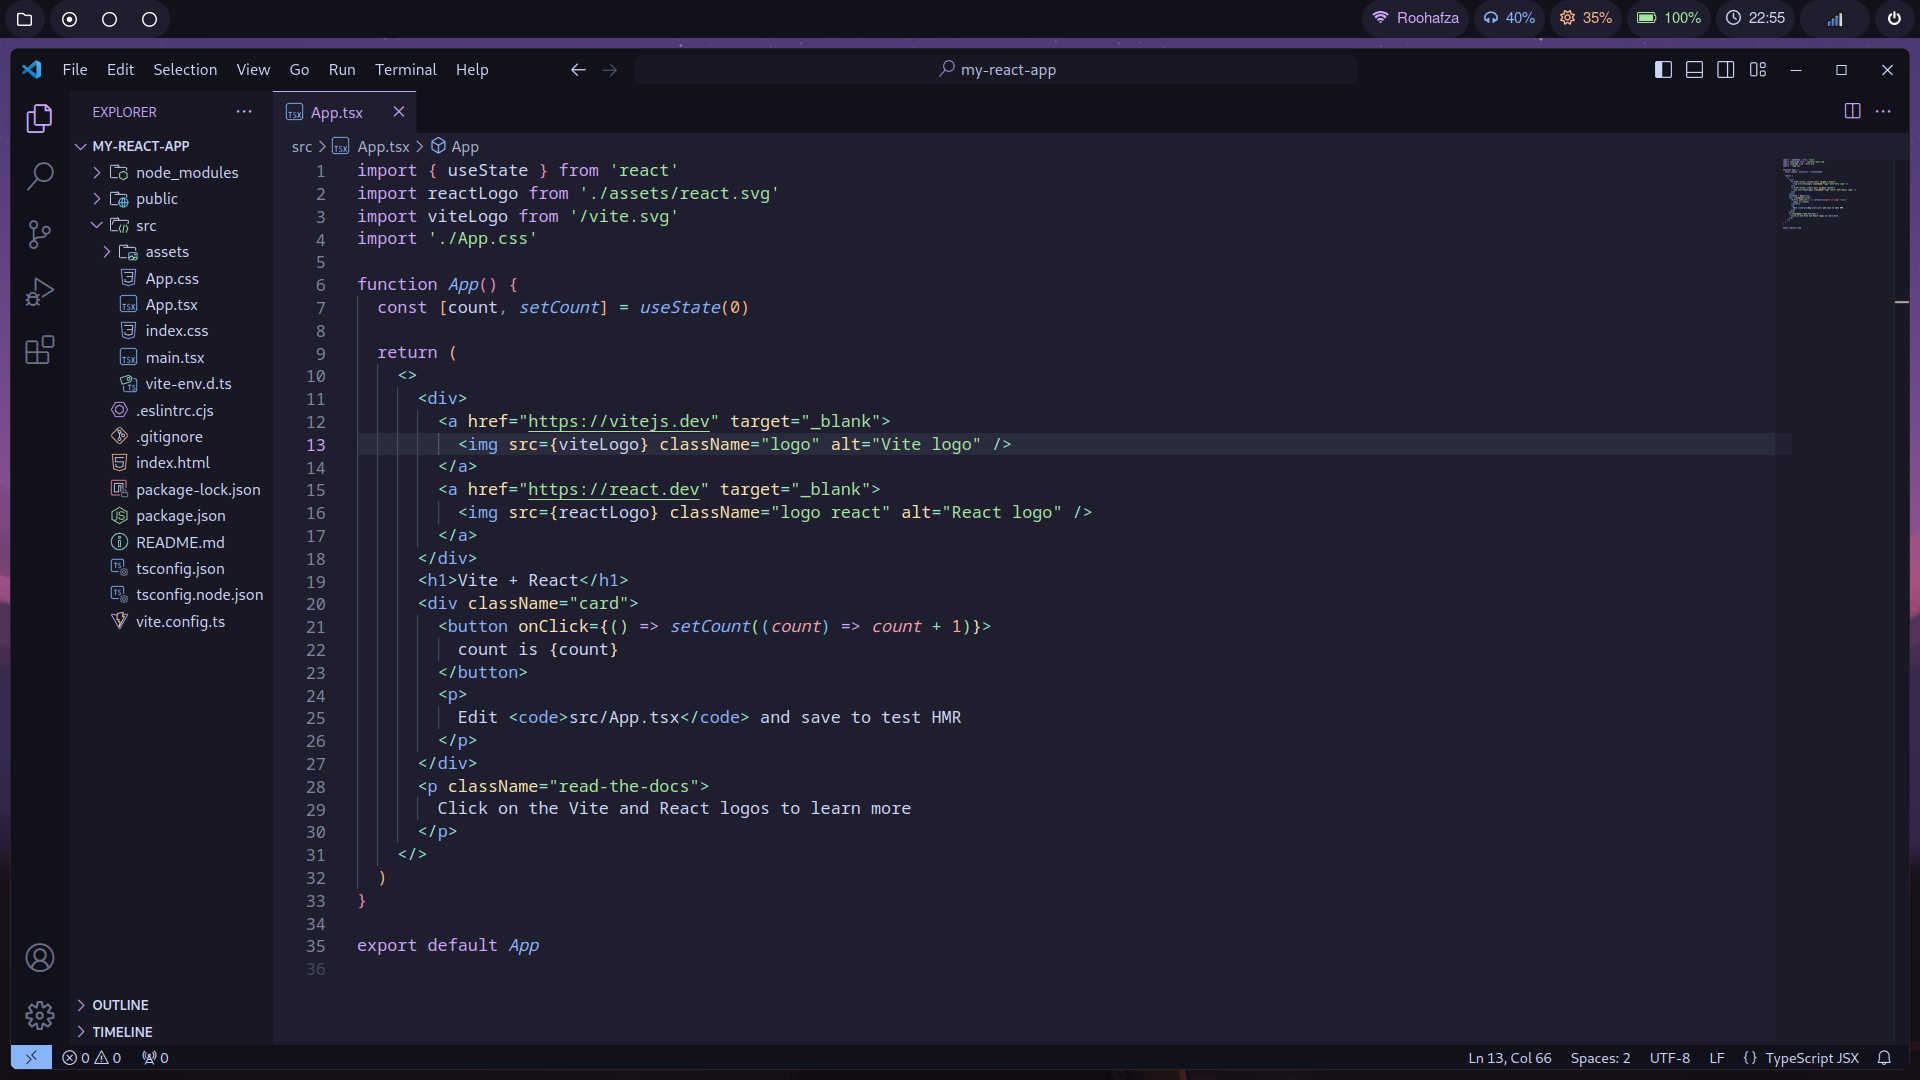 Roohafza 40% 35% 100% 22:55
File Edit Selection View Go Run Terminal Help my-react-app
EXPLORER
MY-REACT-APP
node_modules
public
src
assets
App.css
App.tsx
index.css
main.tsx
vite-env.d.ts
.eslintrc.cjs
.gitignore
index.html
package-lock.json
package.json
README.md
tsconfig.json
tsconfig.node.json
vite.config.ts
OUTLINE
TIMELINE
App.tsx
src App.tsx App
1 import { useState } from 'react'
2 import reactLogo from './assets/react.svg'
3 import viteLogo from '/vite.svg'
4 import './App.css'
5
6 function App() {
7 const [count, setCount] = useState(0)
8
9 return (
10 <>
11 <div>
12 <a href="https://vitejs.dev" target="_blank">
13 <img src={viteLogo} className="logo" alt="Vite logo" />
14 </a>
15 <a href="https://react.dev" target="_blank">
16 <img src={reactLogo} className="logo react" alt="React logo" />
17 </a>
18 </div>
19 <h1>Vite + React</h1>
20 <div className="card">
21 <button onClick={() => setCount((count) => count + 1)}>
22 count is {count}
23 </button>
24 <p>
25 Edit <code>src/App.tsx</code> and save to test HMR
26 </p>
27 </div>
28 <p className="read-the-docs">
29 Click on the Vite and React logos to learn more
30 </p>
31 </>
32 )
33 }
34
35 export default App
36
0 0 0 Ln 13, Col 66 Spaces: 2 UTF-8 LF {} TypeScript JSX